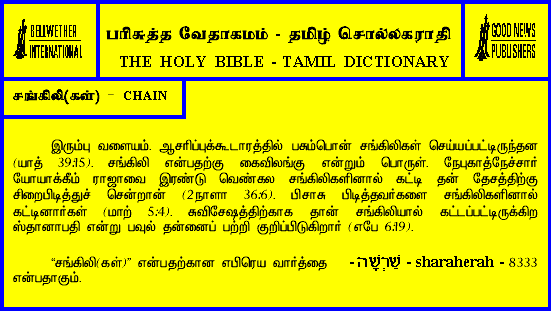 BELLWETHER
INTERNATIONAL
பரிசுத்த வேதாகமம் - தமிழ் சொல்லகராதி
THE HOLY BIBLE - TAMIL DICTIONARY
GOOD NEWS
PUBLISHERS
சங்கிலி(கள்) - CHAIN
இரும்பு வளையம். ஆசரிப்புக்கூடாரத்தில் பசும்பொன் சங்கிலிகள் செய்யப்பட்டிருந்தன
(யாத் 39:15). சங்கிலி என்பதற்கு கைவிலங்கு என்றும் பொருள். நேபுகாத்நேச்சார்
யோயாக்கீம் ராஜாவை இரண்டு வெண்கல சங்கிலிகளினால் கட்டி தன் தேசத்திற்கு
சிறைபிடித்துச் சென்றான் (2நாளா 36:6). பிசாசு பிடித்தவர்களை சங்கிலிகளினால்
கட்டினார்கள் (மாற் 5:4). சுவிசேஷத்திற்காக தான் சங்கிலியால் கட்டப்பட்டிருக்கிற
ஸ்தானாபதி என்று பவுல் தன்னைப் பற்றி குறிப்பிடுகிறார் (எபே 6:19).
“சங்கிலி(கள்)” என்பதற்கான எபிரெய வார்த்தை - שַׁרְשָׁה - sharaherah - 8333
என்பதாகும்.